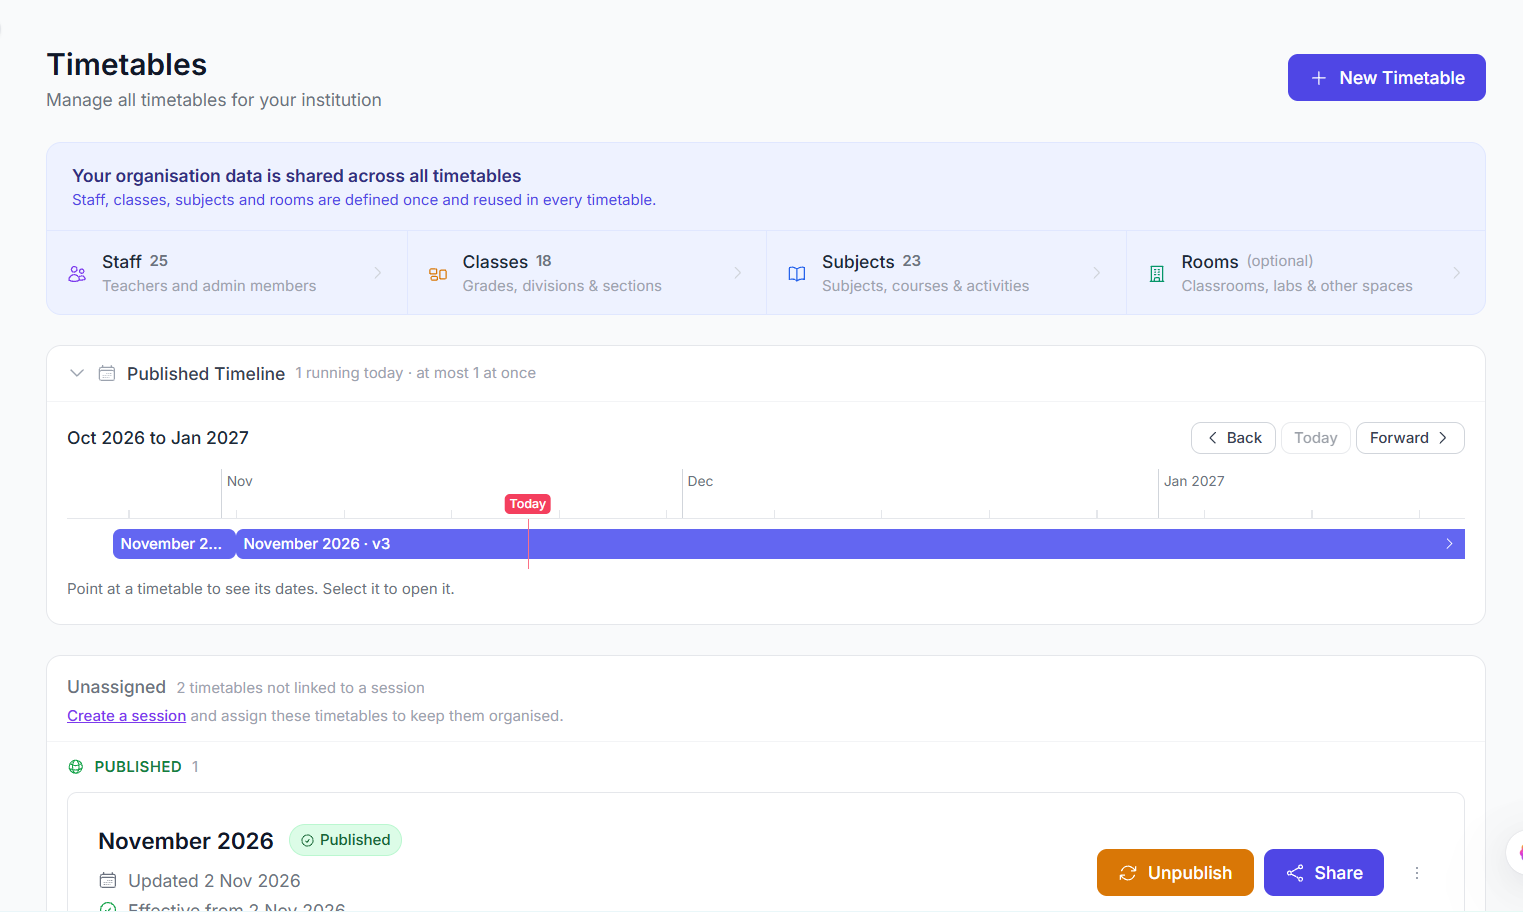 Timetables
Manage all timetables for your institution
New Timetable
Your organisation data is shared across all timetables
Staff, classes, subjects and rooms are defined once and reused in every timetable.
Staff 25
Teachers and admin members
Classes 18
Grades, divisions & sections
Subjects 23
Subjects, courses & activities
Rooms (optional)
Classrooms, labs & other spaces
Published Timeline 1 running today · at most 1 at once
Oct 2026 to Jan 2027
Back
Today
Forward
Nov
Dec
Jan 2027
Today
November 2...
November 2026 · v3
Point at a timetable to see its dates. Select it to open it.
Unassigned 2 timetables not linked to a session
Create a session and assign these timetables to keep them organised.
PUBLISHED 1
November 2026
Published
Updated 2 Nov 2026
Unpublish
Share
Effective from 2 Nov 2026